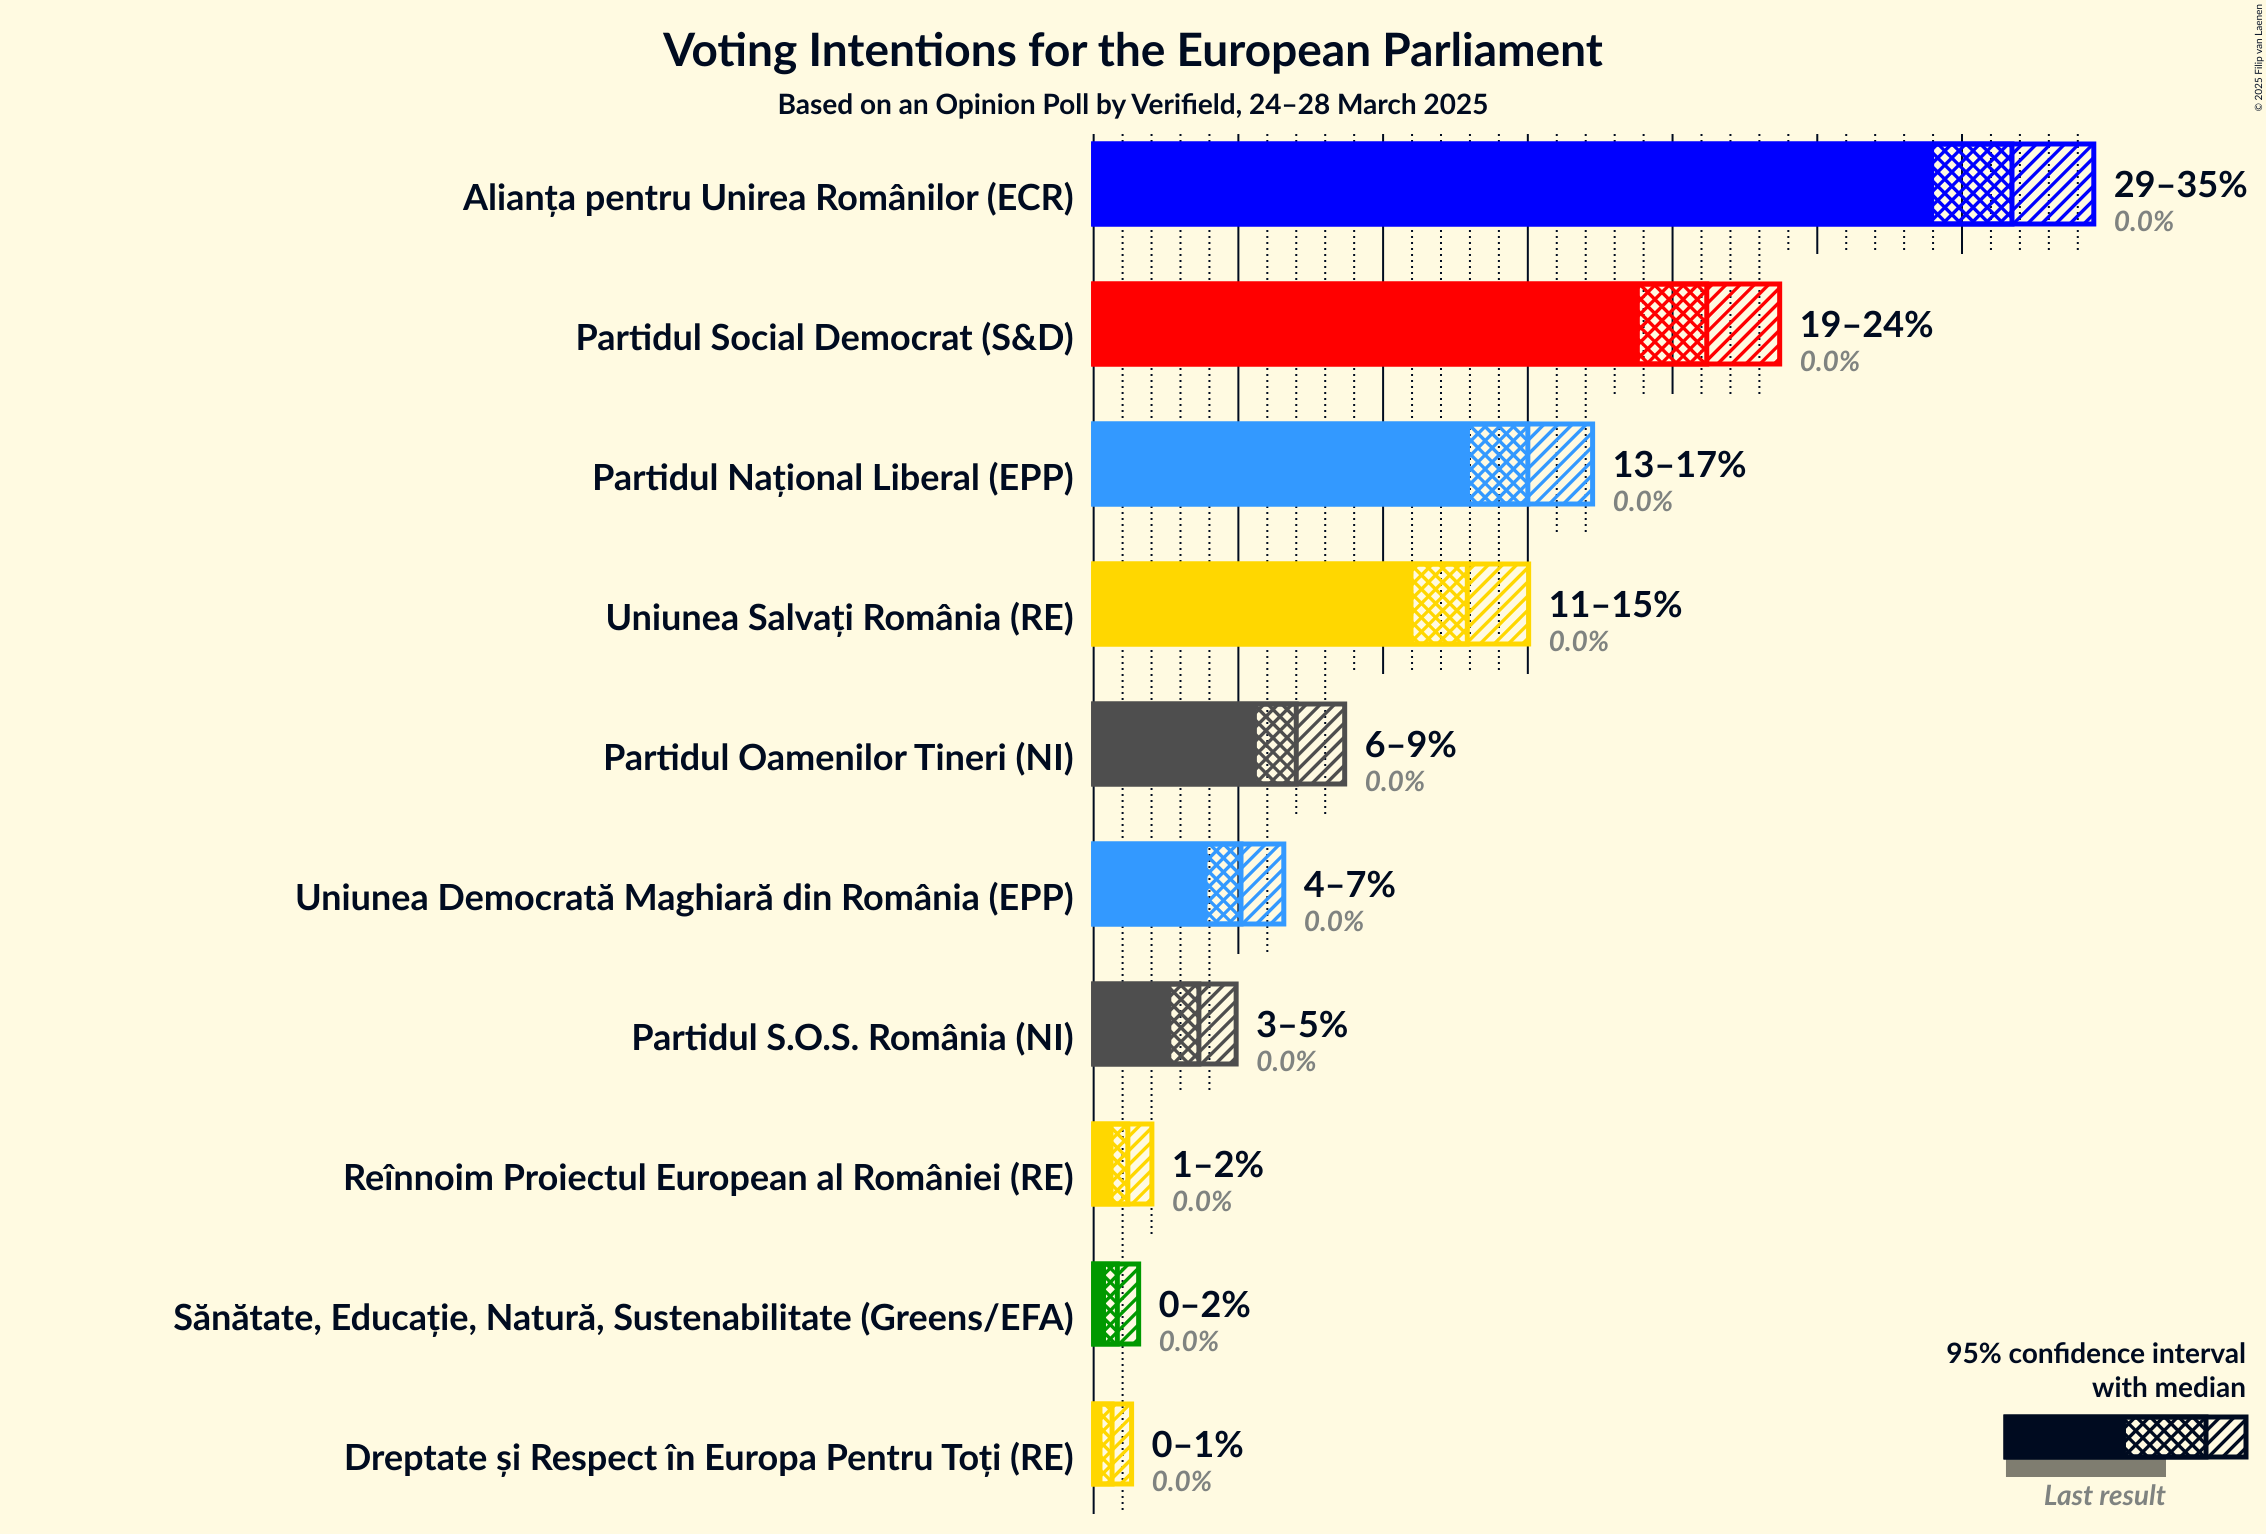 Voting Intentions for the European Parliament
Based on an Opinion Poll by Verifield, 24–28 March 2025
© 2025 Filip van Laenen
Alianța pentru Unirea Românilor (ECR)
29–35%
0.0%
Partidul Social Democrat (S&D)
19–24%
0.0%
Partidul Național Liberal (EPP)
13–17%
0.0%
Uniunea Salvați România (RE)
11–15%
0.0%
Partidul Oamenilor Tineri (NI)
6–9%
0.0%
Uniunea Democrată Maghiară din România (EPP)
4–7%
0.0%
Partidul S.O.S. România (NI)
3–5%
0.0%
Reînnoim Proiectul European al României (RE)
1–2%
0.0%
Sănătate, Educație, Natură, Sustenabilitate (Greens/EFA)
0–2%
0.0%
Dreptate și Respect în Europa Pentru Toți (RE)
0–1%
0.0%
95% confidence interval
with median
Last result